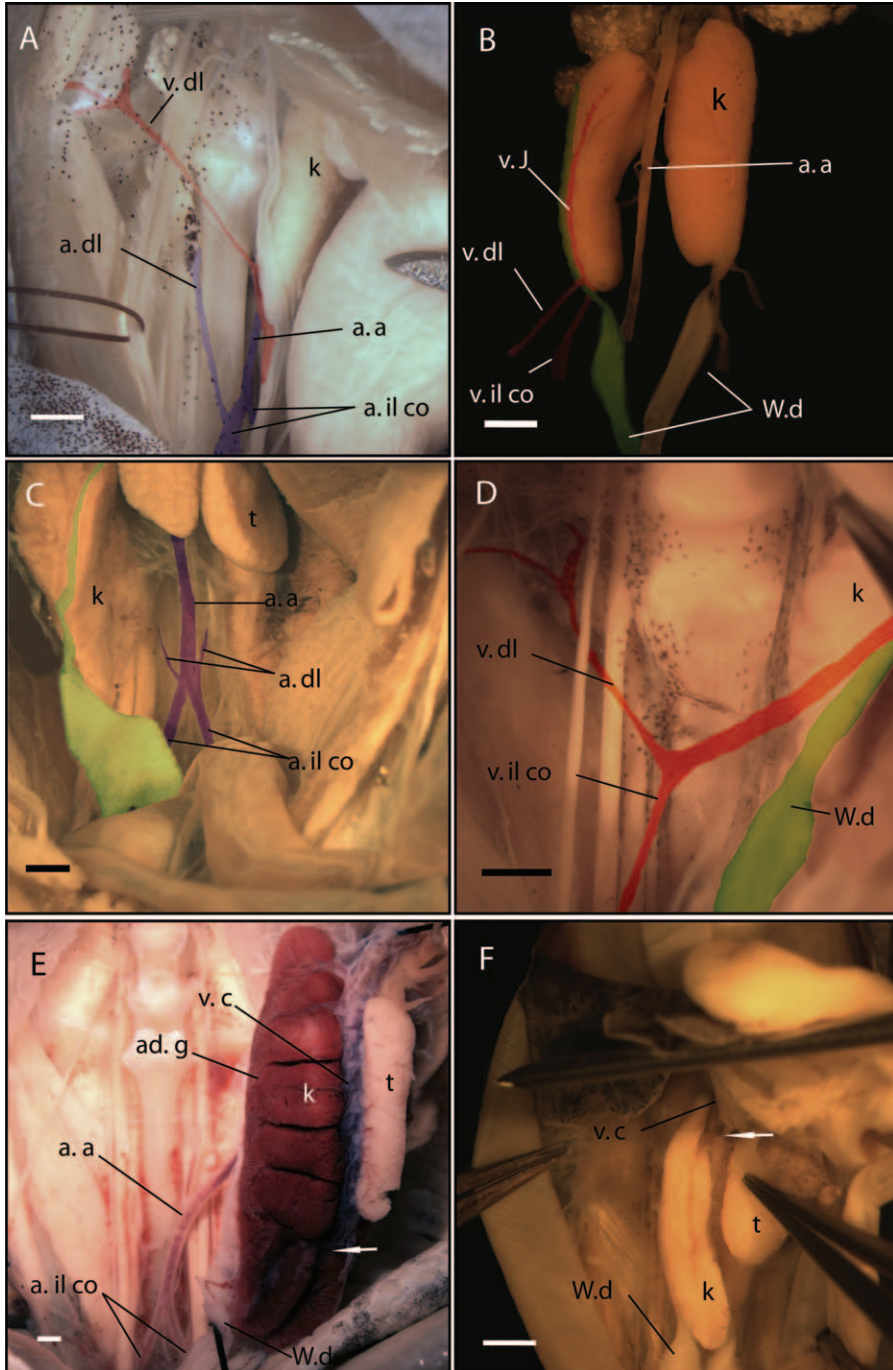 A
v. dl
k
a. dl
a. a
a. il co
B
k
v. J
a. a
v. dl
v. il co
W.d
C
t
k
a. a
a. dl
a. il co
D
k
v. dl
v. il co
W.d
E
v. c
ad. g
k
t
a. a
a. il co
W.d
F
v. c
t
W.d
k